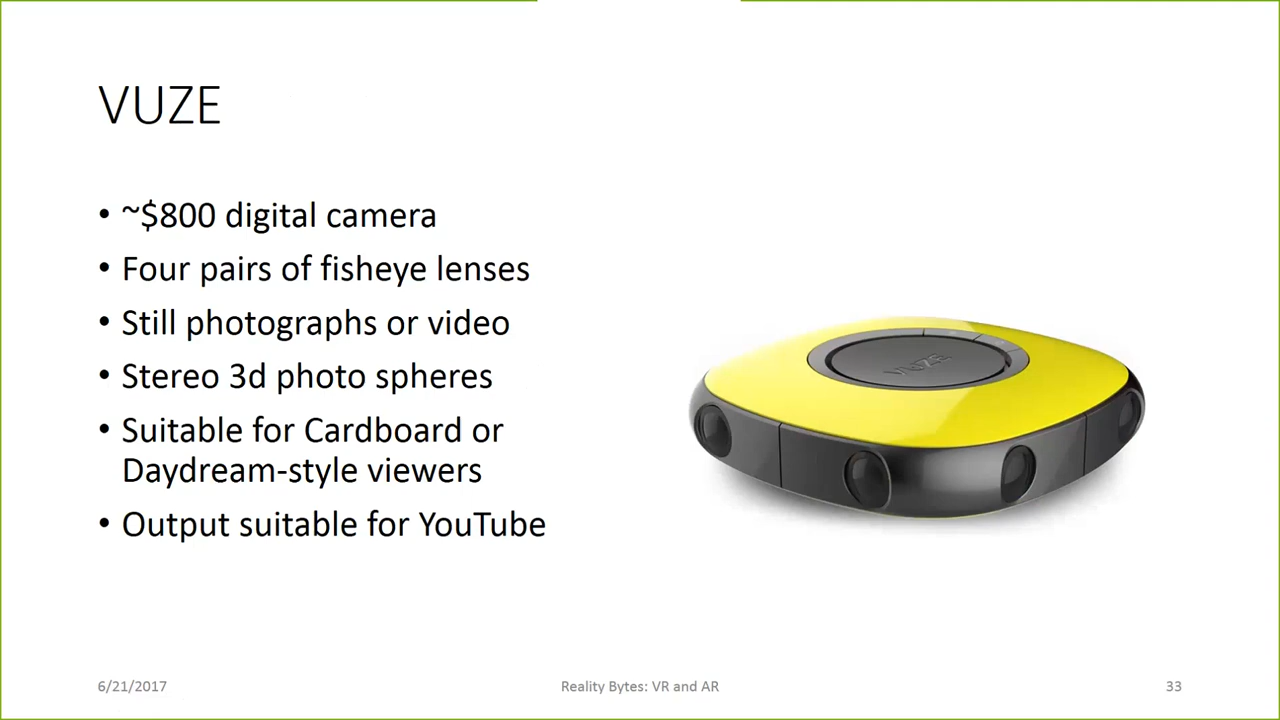 VUZE
• ~$800 digital camera
• Four pairs of fisheye lenses
• Still photographs or video
• Stereo 3d photo spheres
• Suitable for Cardboard or
Daydream-style viewers
• Output suitable for YouTube
VUZE
6/21/2017
Reality Bytes: VR and AR
33